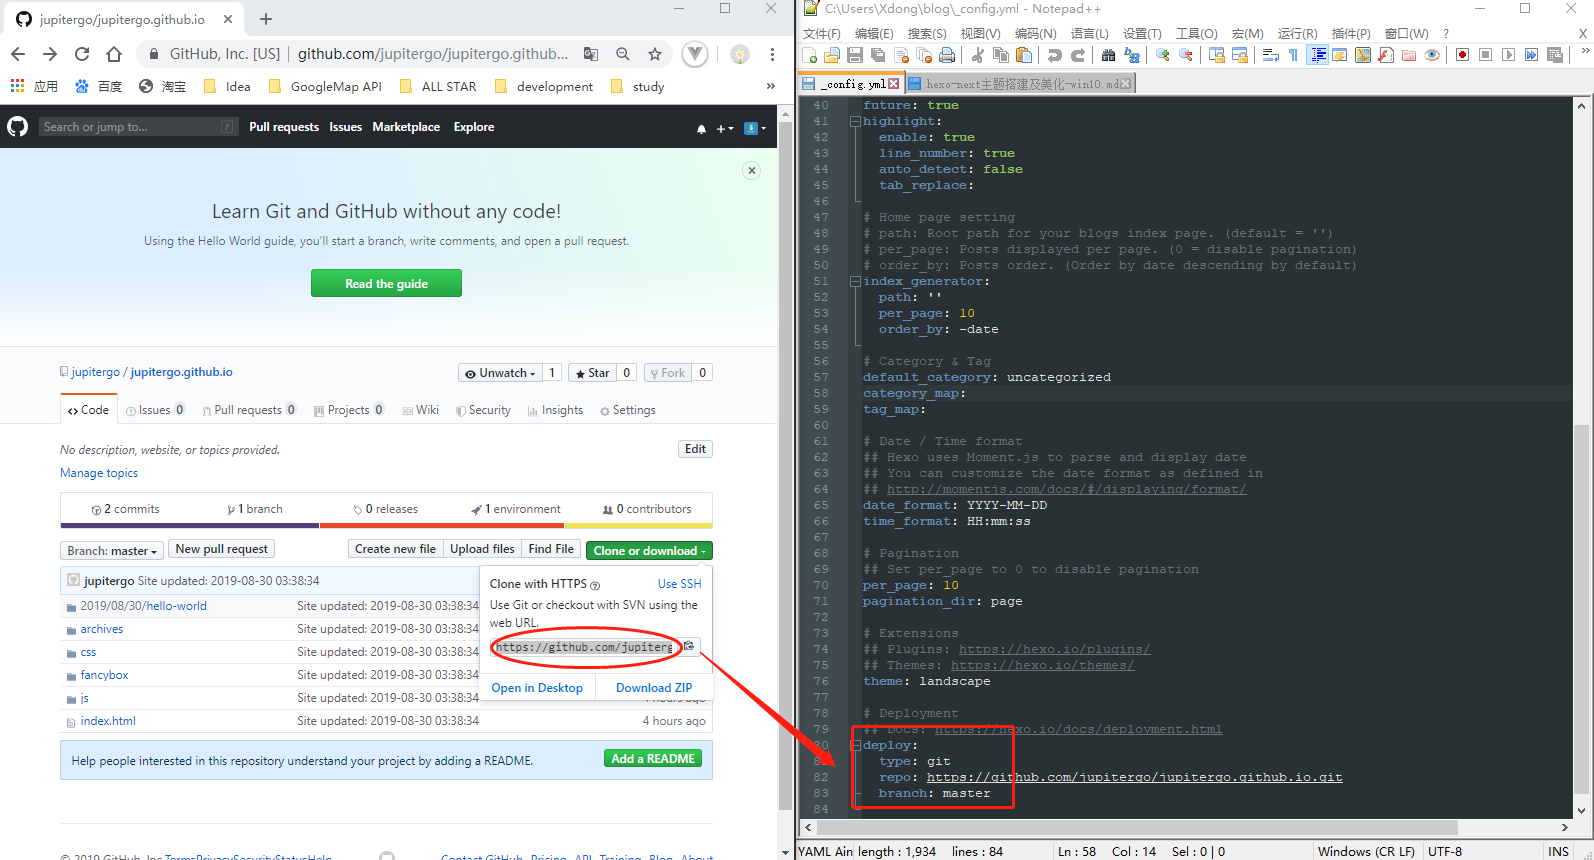 jupitergo/jupitergo.github.io
GitHub, Inc. [US] | github.com/jupitergo/jupitergo.github...
应用 百度 淘宝 Idea GoogleMap API ALL STAR development study »
Search or jump to... / Pull requests Issues Marketplace Explore
Learn Git and GitHub without any code!
Using the Hello World guide, you'll start a branch, write comments, and open a pull request.
Read the guide
jupitergo / jupitergo.github.io Unwatch 1 Star 0 Fork 0
Code Issues 0 Pull requests 0 Projects 0 Wiki Security Insights Settings
No description, website, or topics provided. Edit
Manage topics
2 commits 1 branch 0 releases 1 environment 0 contributors
Branch: master New pull request Create new file Upload files Find File Clone or download
jupitergo Site updated: 2019-08-30 03:38:34
2019/08/30/hello-world Site updated: 2019-08-30 03:38:34
archives Site updated: 2019-08-30 03:38:34
css Site updated: 2019-08-30 03:38:34
fancybox Site updated: 2019-08-30 03:38:34
js Site updated: 2019-08-30 03:38:34
index.html Site updated: 2019-08-30 03:38:34 4 hours ago
Clone with HTTPS Use SSH
Use Git or checkout with SVN using the
web URL.
https://github.com/jupiterg
Open in Desktop Download ZIP
Help people interested in this repository understand your project by adding a README. Add a README
© 2019 GitHub, Inc. Terms Privacy Security Status Help Contact GitHub Pricing API Training Blog About
C:\Users\Xdong\blog\_config.yml - Notepad++
文件(F) 编辑(E) 搜索(S) 视图(V) 编码(N) 语言(L) 设置(T) 工具(O) 宏(M) 运行(R) 插件(P) 窗口(W) ? X
_config.yml hexo-next主题搭建及美化-win10.md
40 future: true
41 highlight:
42 enable: true
43 line_number: true
44 auto_detect: false
45 tab_replace:
46
47 # Home page setting
48 # path: Root path for your blogs index page. (default = '')
49 # per_page: Posts displayed per page. (0 = disable pagination)
50 # order_by: Posts order. (Order by date descending by default)
51 index_generator:
52 path: ''
53 per_page: 10
54 order_by: -date
55
56 # Category & Tag
57 default_category: uncategorized
58 category_map:
59 tag_map:
60
61 # Date / Time format
62 ## Hexo uses Moment.js to parse and display date
63 ## You can customize the date format as defined in
64 ## http://momentjs.com/docs/#/displaying/format/
65 date_format: YYYY-MM-DD
66 time_format: HH:mm:ss
67
68 # Pagination
69 ## Set per_page to 0 to disable pagination
70 per_page: 10
71 pagination_dir: page
72
73 # Extensions
74 ## Plugins: https://hexo.io/plugins/
75 ## Themes: https://hexo.io/themes/
76 theme: landscape
77
78 # Deployment
79 ## Docs: https://hexo.io/docs/deployment.html
80 deploy:
81 type: git
82 repo: https://github.com/jupitergo/jupitergo.github.io.git
83 branch: master
84
YAML Ain length : 1,934 lines : 84 Ln : 58 Col : 14 Sel : 0 | 0 Windows (CR LF) UTF-8 INS